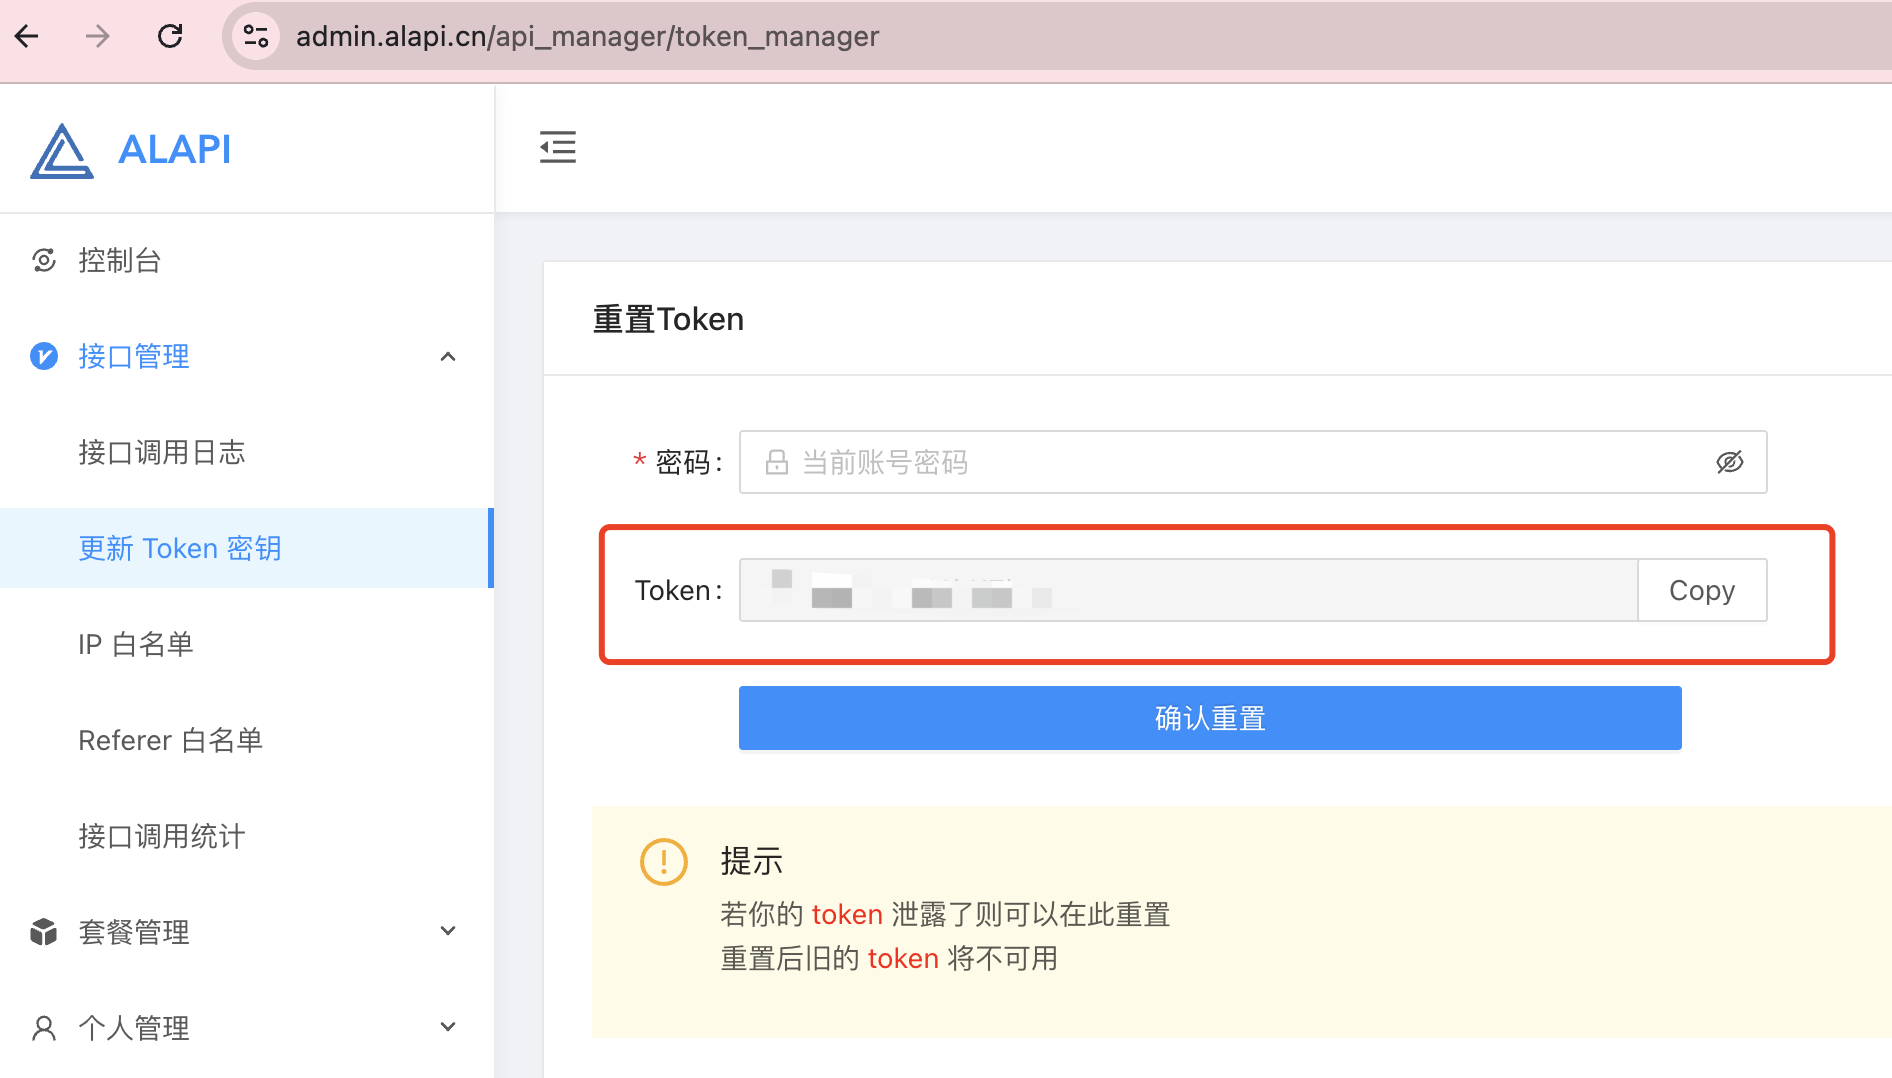 admin.alapi.cn/api_manager/token_manager
ALAPI
控制台
接口管理
接口调用日志
更新 Token 密钥
IP 白名单
Referer 白名单
接口调用统计
套餐管理
个人管理
重置Token
* 密码:
当前账号密码
Token:
Copy
确认重置
提示
若你的 token 泄露了则可以在此重置
重置后旧的 token 将不可用